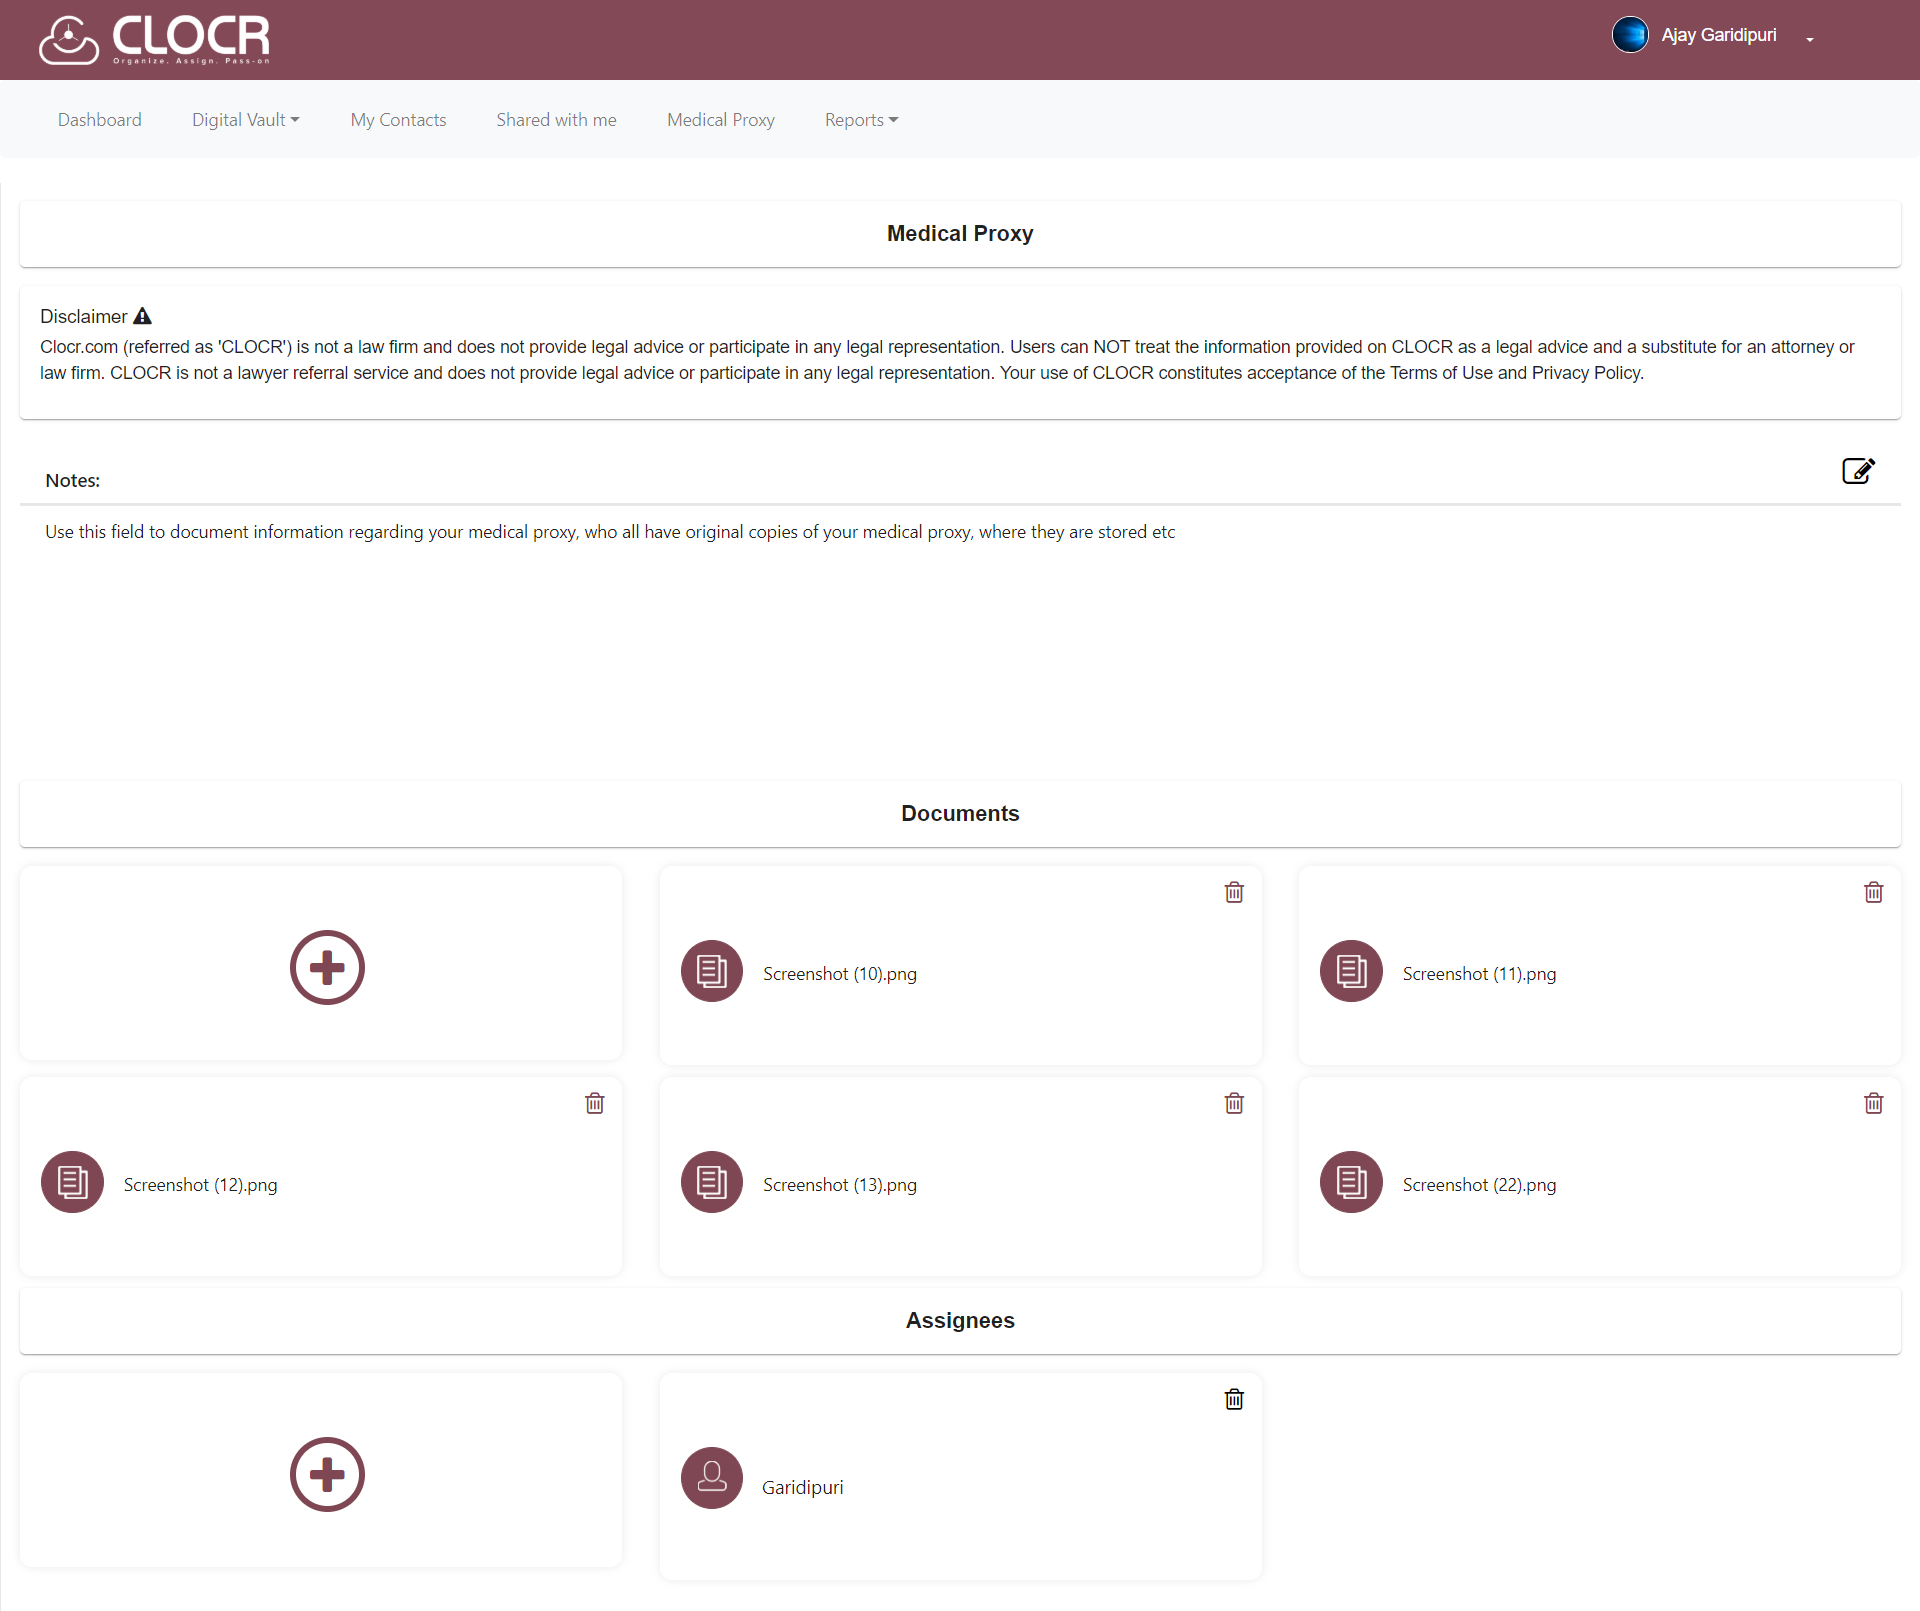 CLOCR
Organize. Assign. Pass-on
Ajay Garidipuri
Dashboard Digital Vault My Contacts Shared with me Medical Proxy Reports
Medical Proxy
Disclaimer
Clocr.com (referred as 'CLOCR') is not a law firm and does not provide legal advice or participate in any legal representation. Users can NOT treat the information provided on CLOCR as a legal advice and a substitute for an attorney or
law firm. CLOCR is not a lawyer referral service and does not provide legal advice or participate in any legal representation. Your use of CLOCR constitutes acceptance of the Terms of Use and Privacy Policy.
Notes:
Use this field to document information regarding your medical proxy, who all have original copies of your medical proxy, where they are stored etc
Documents
Screenshot (10).png
Screenshot (11).png
Screenshot (12).png
Screenshot (13).png
Screenshot (22).png
Assignees
Garidipuri